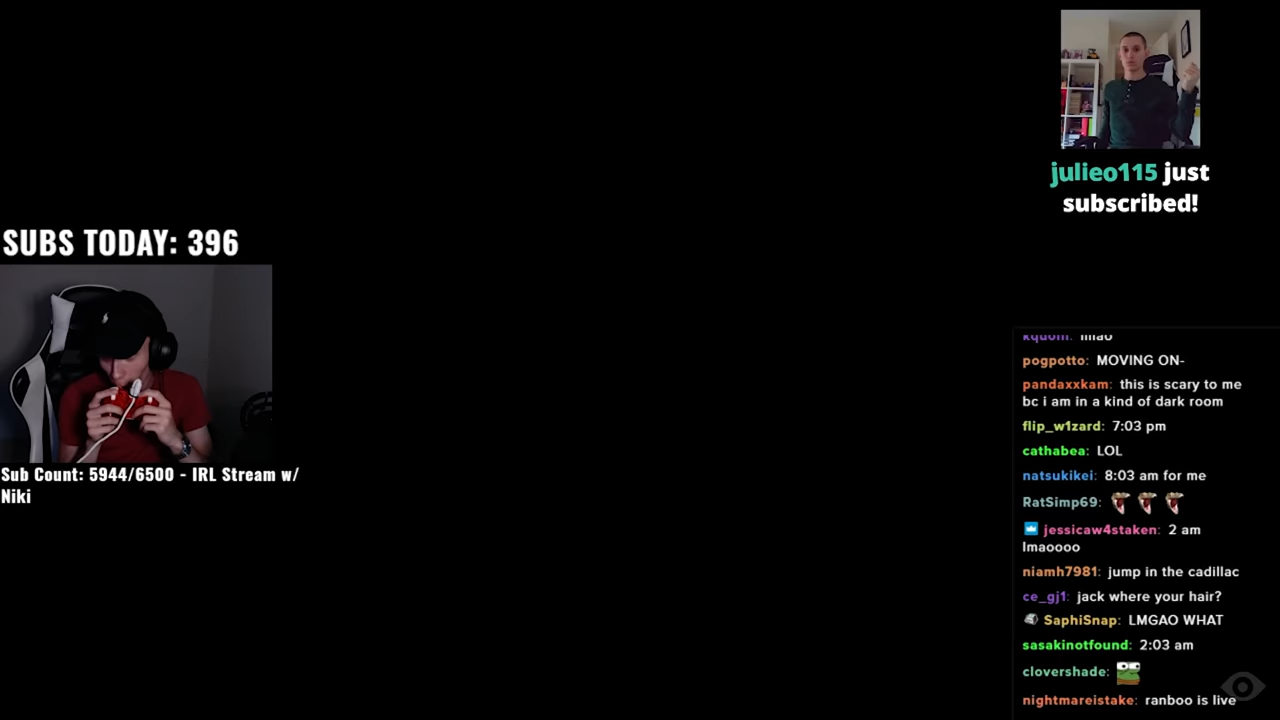 julieo115 just
subscribed!
SUBS TODAY: 396
Sub Count: 5944/6500 - IRL Stream w/
Niki
kquom: lmao
pogpotto: MOVING ON-
pandaxxkam: this is scary to me
bc i am in a kind of dark room
flip_w1zard: 7:03 pm
cathabea: LOL
natsukikei: 8:03 am for me
RatSimp69:
jessicaw4staken: 2 am
lmaoooo
niamh7981: jump in the cadillac
ce_gj1: jack where your hair?
SaphiSnap: LMGAO WHAT
sasakinotfound: 2:03 am
clovershade:
nightmareistake: ranboo is live